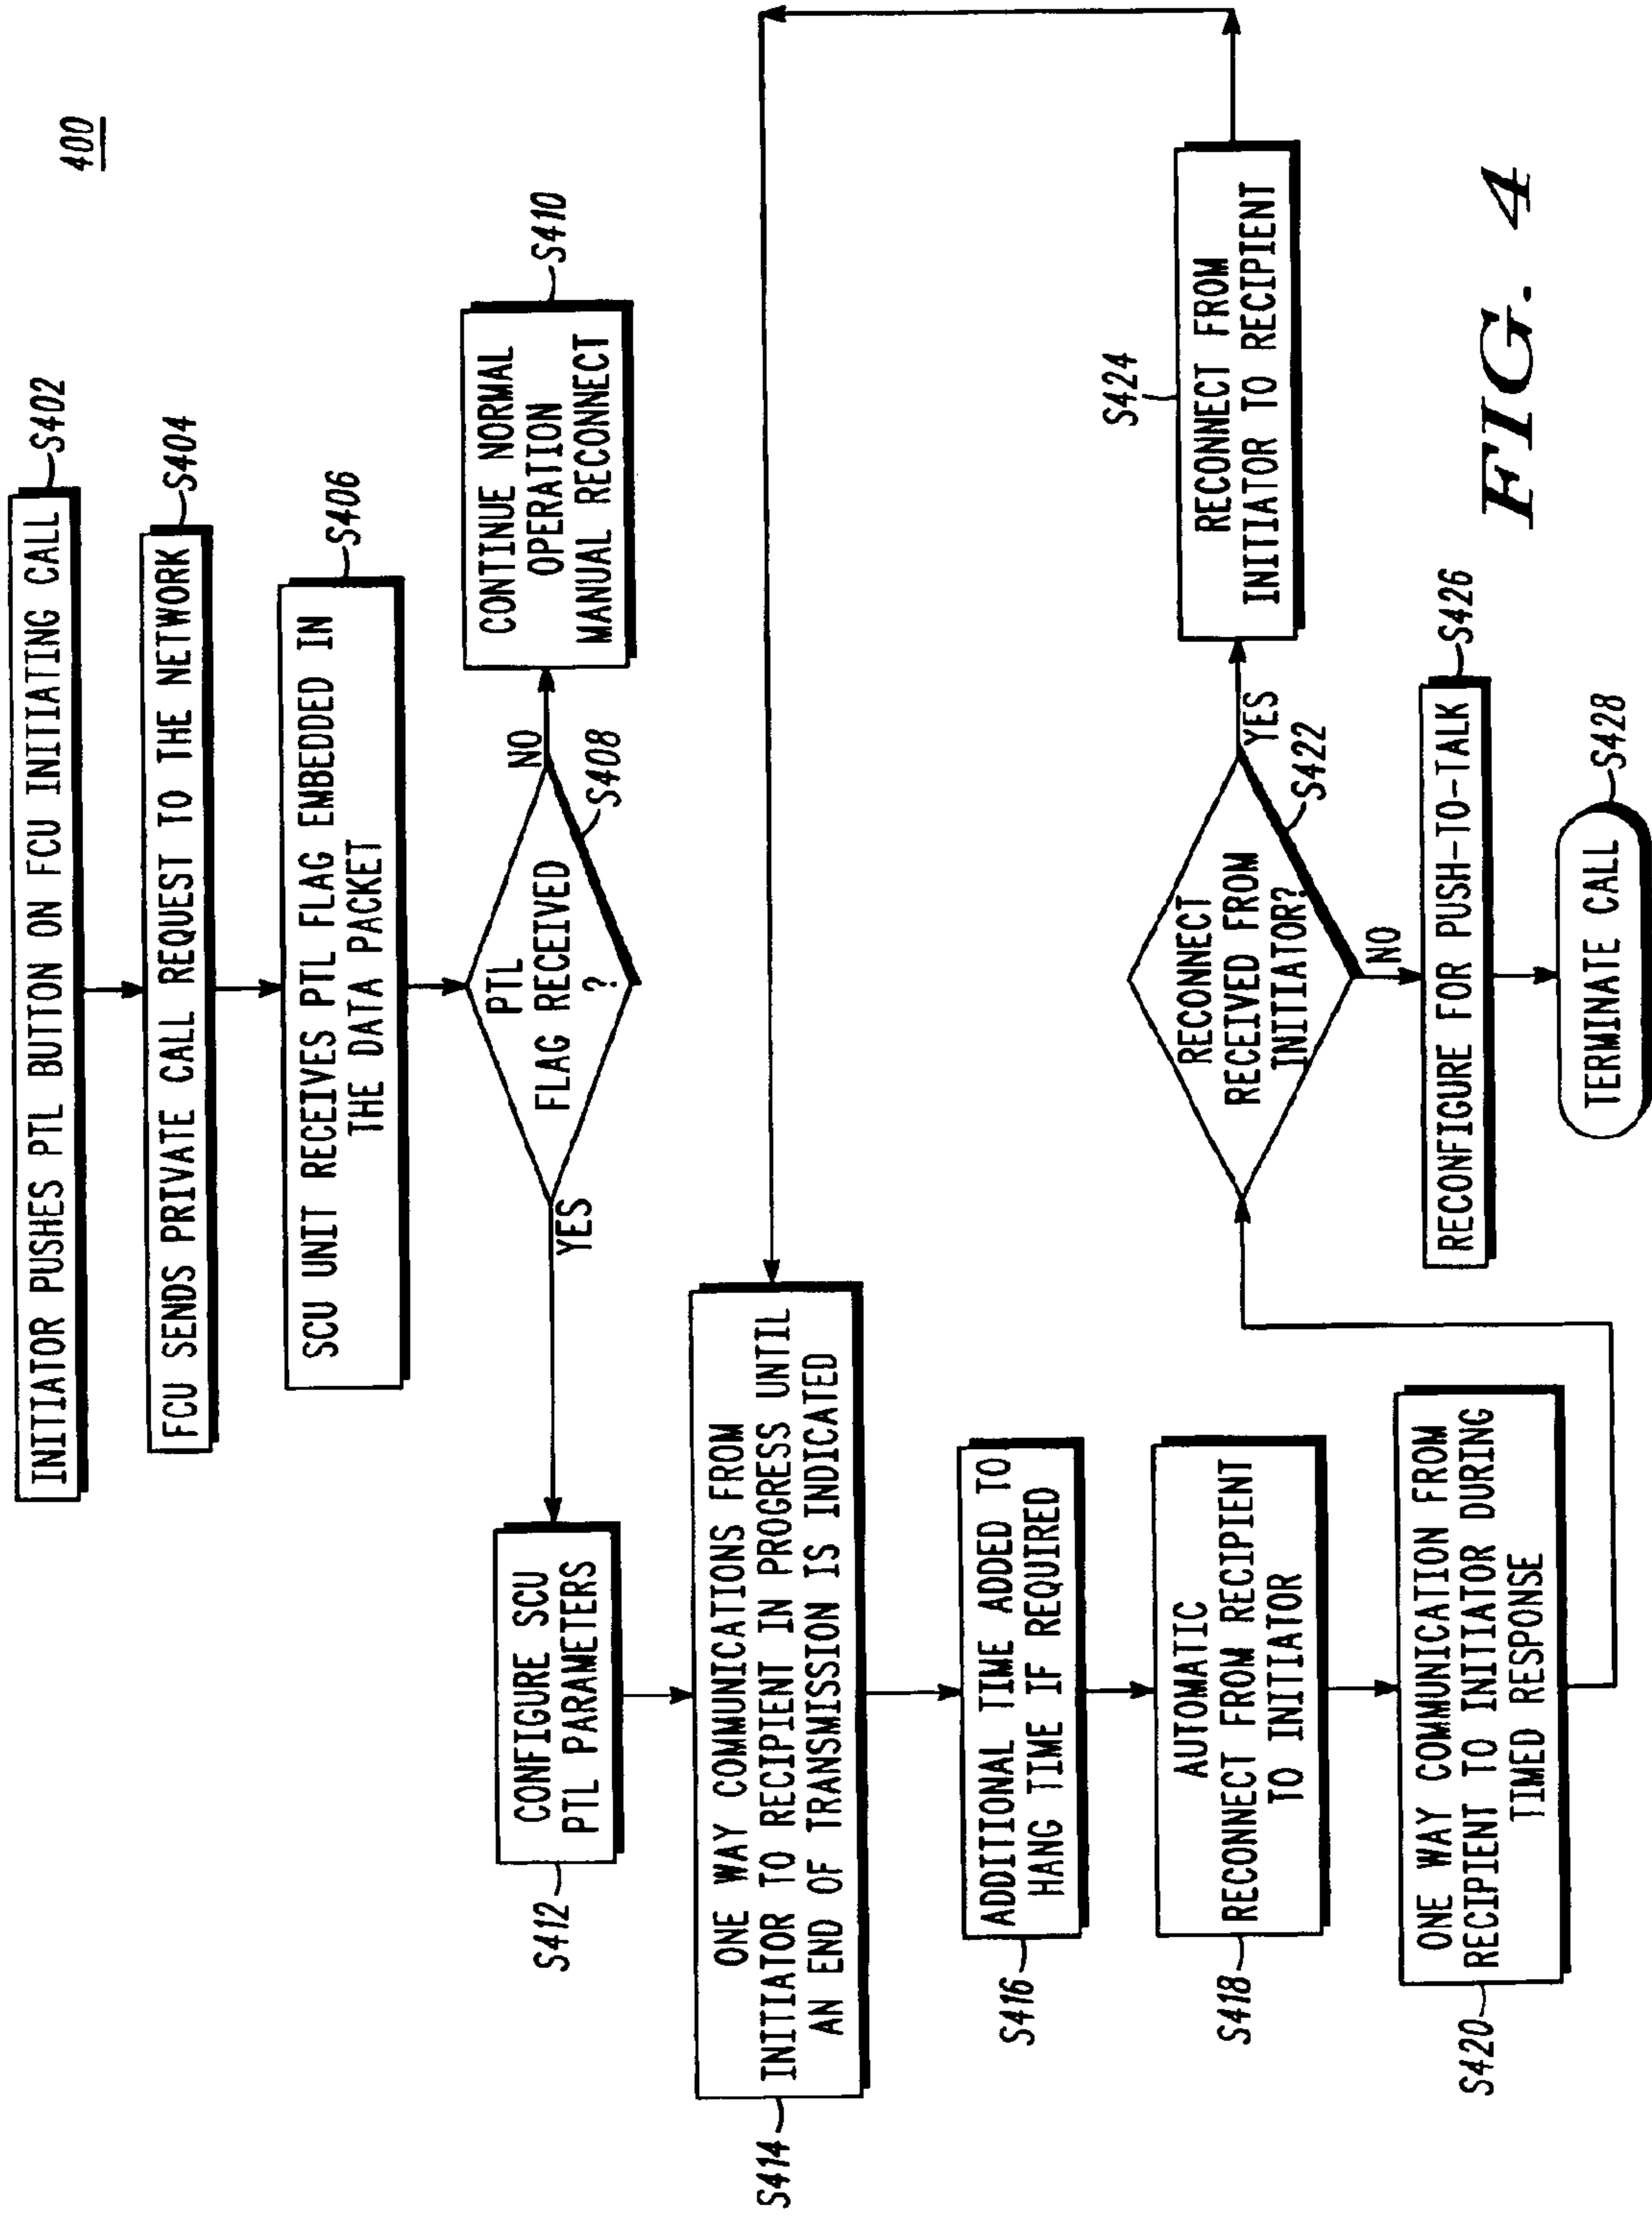 400
INITIATOR PUSHES PTL BUTTON ON FCU INITIATING CALL
S402
FCU SENDS PRIVATE CALL REQUEST TO THE NETWORK
S404
SCU UNIT RECEIVES PTL FLAG EMBEDDED IN
THE DATA PACKET
S406
PTL
FLAG RECEIVED
?
S408
NO
CONTINUE NORMAL
OPERATION
MANUAL RECONNECT
S410
YES
CONFIGURE SCU
PTL PARAMETERS
S412
ONE WAY COMMUNICATIONS FROM
INITIATOR TO RECIPIENT IN PROGRESS UNTIL
AN END OF TRANSMISSION IS INDICATED
S414
ADDITIONAL TIME ADDED TO
HANG TIME IF REQUIRED
S416
AUTOMATIC
RECONNECT FROM RECIPIENT
TO INITIATOR
S418
ONE WAY COMMUNICATION FROM
RECIPIENT TO INITIATOR DURING
TIMED RESPONSE
S420
RECONNECT
RECEIVED FROM
INITIATOR?
S422
YES
RECONNECT FROM
INITIATOR TO RECIPIENT
S424
NO
RECONFIGURE FOR PUSH-TO-TALK
S426
TERMINATE CALL
S428
FIG. 4